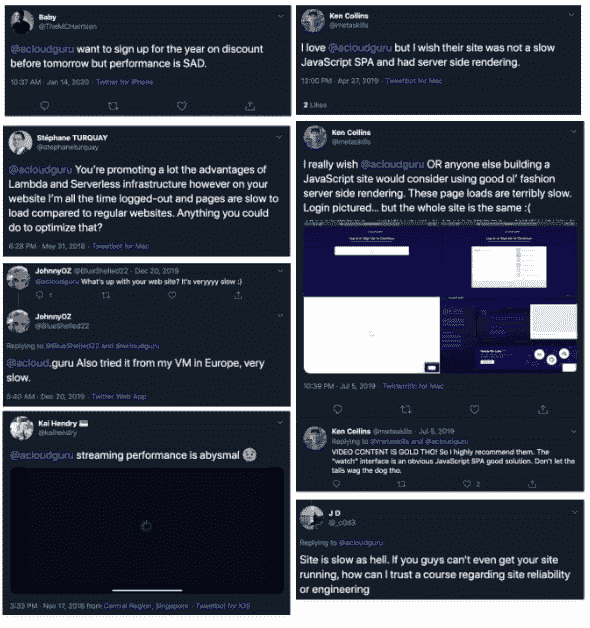 Baby
@TheMCHarrison
@acloudguru want to sign up for the year on discount
before tomorrow but performance is SAD.
10:37 AM · Jan 14, 2020 · Twitter for iPhone
Stéphane TURQUAY
@stephaneturquay
@acloudguru You're promoting a lot the advantages of
Lambda and Serverless infrastructure however on your
website I'm all the time logged-out and pages are slow to
load compared to regular websites. Anything you could
do to optimize that?
6:28 PM · May 31, 2018 · Tweetbot for Mac
JohnnyOZ @BlueShelled22 · Dec 20, 2019
@acloudguru What's up with your web site? It's veryyyy slow :)
JohnnyOZ
@BlueShelled22
Replying to @BlueShelled22 and @acloudguru
@acloud.guru Also tried it from my VM in Europe, very
slow.
5:40 AM · Dec 20, 2019 · Twitter Web App
Kai Hendry
@kaihendry
@acloudguru streaming performance is abysmal
3:33 PM · Nov 17, 2018 from Central Region, Singapore · Tweetbot for iOS
Ken Collins
@metaskills
I love @acloudguru but I wish their site was not a slow
JavaScript SPA and had server side rendering.
12:00 PM · Apr 27, 2019 · Tweetbot for Mac
2 Likes
Ken Collins
@metaskills
I really wish @acloudguru OR anyone else building a
JavaScript site would consider using good ol' fashion
server side rendering. These page loads are terribly slow.
Login pictured... but the whole site is the same :(
10:39 PM · Jul 5, 2019 · Twitterrific for Mac
Ken Collins @metaskills · Jul 5, 2019
Replying to @metaskills and @acloudguru
VIDEO CONTENT IS GOLD THO! So I highly recommend them. The
"watch" interface is an obvious JavaScript SPA good solution. Don't let the
tails wag the dog tho.
2
J D
@_c0d3
Replying to @acloudguru
Site is slow as hell. If you guys can't even get your site
running, how can I trust a course regarding site reliability
or engineering